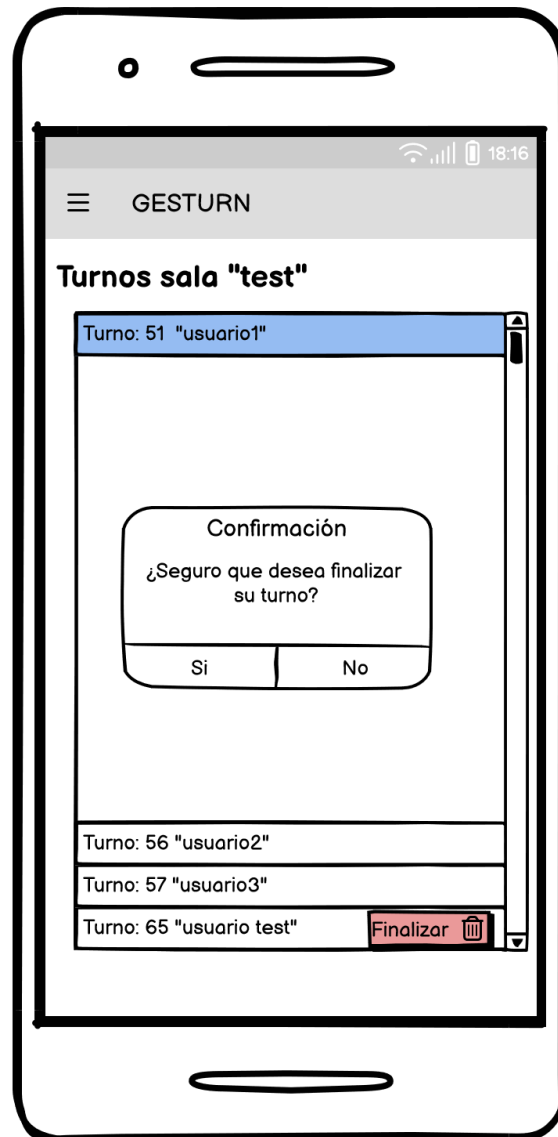 18:16
GESTURN
Turnos sala "test"
Turno: 51 "usuario1"
Confirmación
¿Seguro que desea finalizar
su turno?
Si No
Turno: 56 "usuario2"
Turno: 57 "usuario3"
Turno: 65 "usuario test" Finalizar